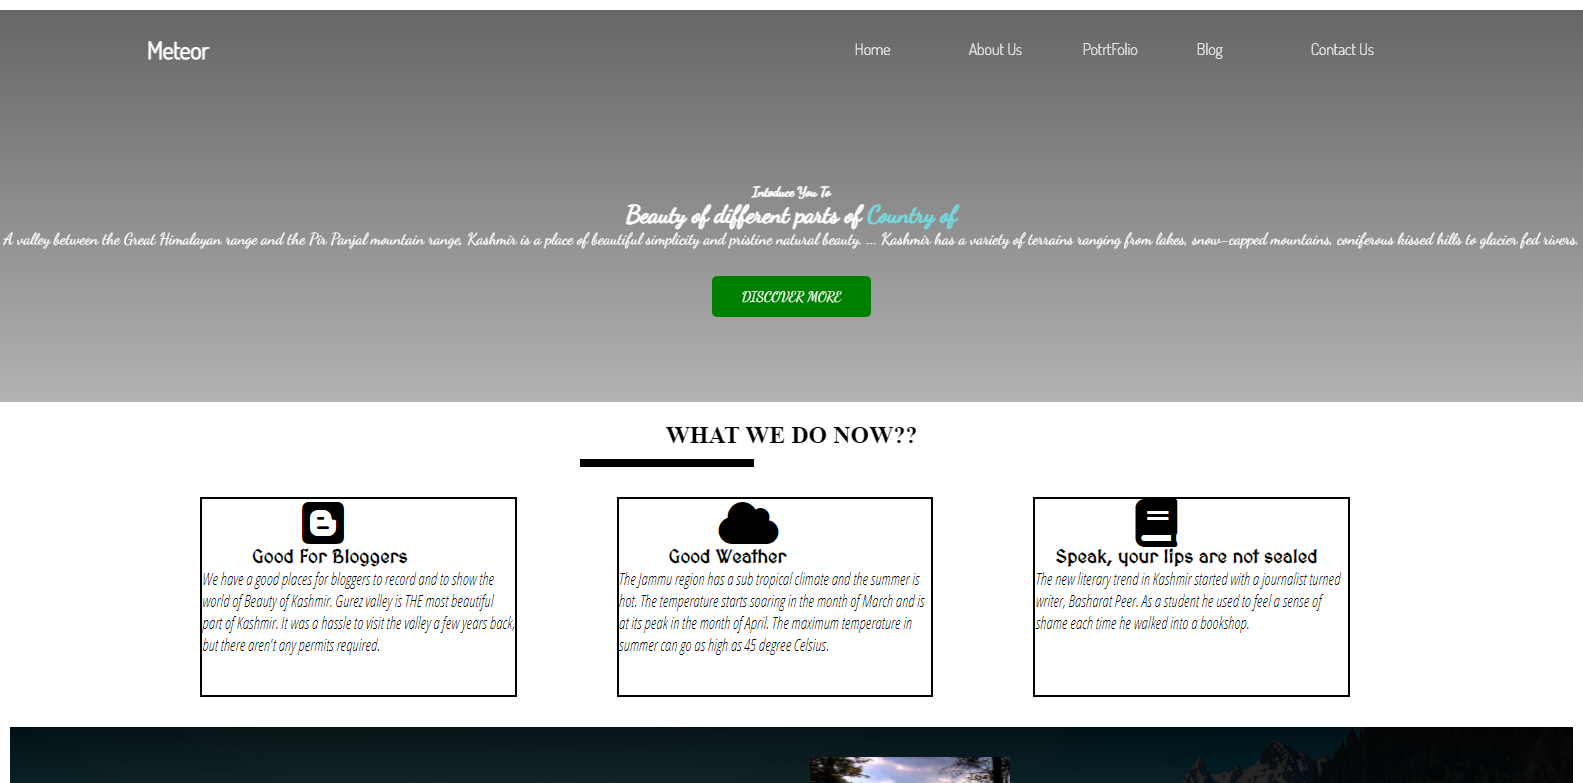 Meteor
Home About Us PotrtFolio Blog Contact Us
Intoduce You To
Beauty of different parts of Country of
A valley between the Great Himalayan range and the Pir Panjal mountain range, Kashmir is a place of beautiful simplicity and pristine natural beauty. ... Kashmir has a variety of terrains ranging from lakes, snow-capped mountains, coniferous kissed hills to glacier fed rivers.
DISCOVER MORE
WHAT WE DO NOW??
Good For Bloggers
We have a good places for bloggers to record and to show the
world of Beauty of Kashmir. Gurez valley is THE most beautiful
part of Kashmir. It was a hassle to visit the valley a few years back,
but there aren't any permits required.
Good Weather
The Jammu region has a sub tropical climate and the summer is
hot. The temperature starts soaring in the month of March and is
at its peak in the month of April. The maximum temperature in
summer can go as high as 45 degree Celsius.
Speak, your lips are not sealed
The new literary trend in Kashmir started with a journalist turned
writer, Basharat Peer. As a student he used to feel a sense of
shame each time he walked into a bookshop.